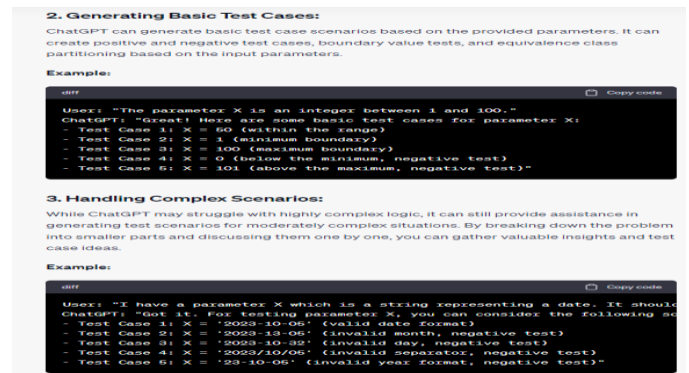 2. Generating Basic Test Cases:
ChatGPT can generate basic test case scenarios based on the provided parameters. It can
create positive and negative test cases, boundary value tests, and equivalence class
partitioning based on the input parameters.
Example:
diff Copy code
User: "The parameter X is an integer between 1 and 100."
ChatGPT: "Great! Here are some basic test cases for parameter X:
- Test Case 1: X = 50 (within the range)
- Test Case 2: X = 1 (minimum boundary)
- Test Case 3: X = 100 (maximum boundary)
- Test Case 4: X = 0 (below the minimum, negative test)
- Test Case 5: X = 101 (above the maximum, negative test)"
3. Handling Complex Scenarios:
While ChatGPT may struggle with highly complex logic, it can still provide assistance in
generating test scenarios for moderately complex situations. By breaking down the problem
into smaller parts and discussing them one by one, you can gather valuable insights and test
case ideas.
Example:
diff Copy code
User: "I have a parameter X which is a string representing a date. It shoul
ChatGPT: "Got it. For testing parameter X, you can consider the following sc
- Test Case 1: X = '2023-10-05' (valid date format)
- Test Case 2: X = '2023-13-05' (invalid month, negative test)
- Test Case 3: X = '2023-10-32' (invalid day, negative test)
- Test Case 4: X = '2023/10/05' (invalid separator, negative test)
- Test Case 5: X = '23-10-05' (invalid year format, negative test)"